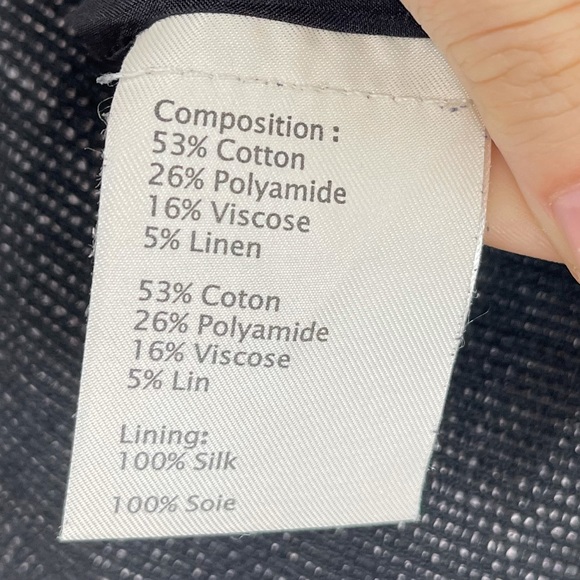 Composition :
53% Cotton
26% Polyamide
16% Viscose
5% Linen
53% Coton
26% Polyamide
16% Viscose
5% Lin
Lining:
100% Silk
100% Soie